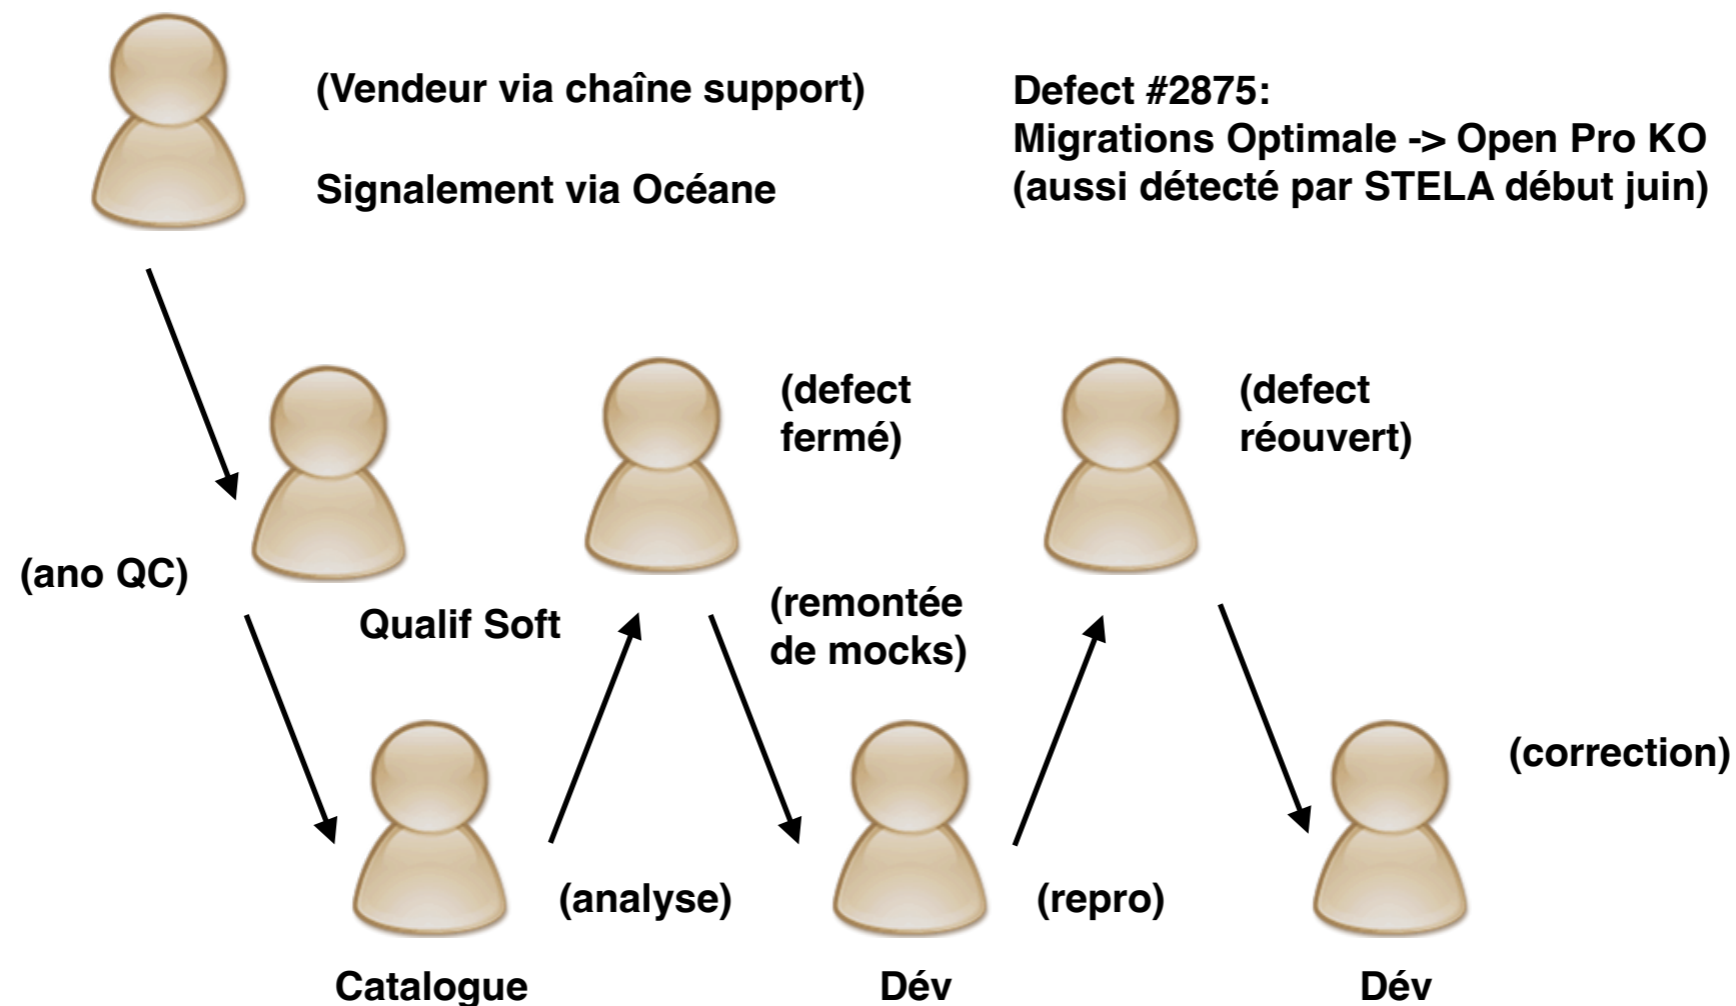 (Vendeur via chaîne support)
Signalement via Océane
Defect #2875:
Migrations Optimale -> Open Pro KO
(aussi détecté par STELA début juin)
(defect
fermé)
(defect
réouvert)
(ano QC)
Qualif Soft
(remontée
de mocks)
(correction)
(analyse)
(repro)
Catalogue
Dév
Dév